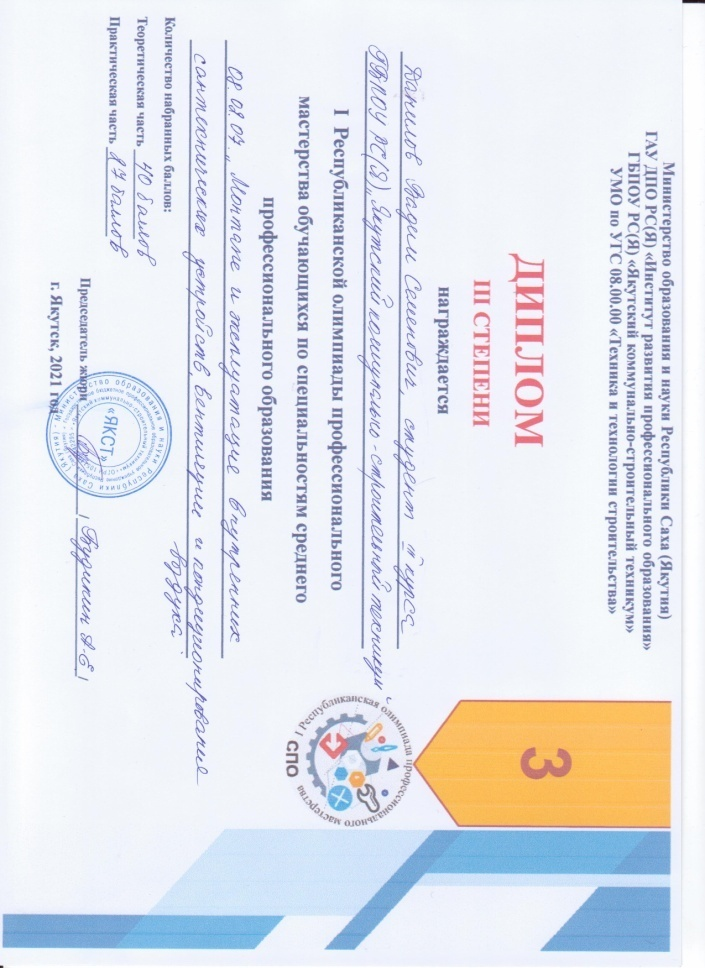 Министерство образования и науки Республики Саха (Якутия)
ГАУ ДПО РС(Я) «Институт развития профессионального образования»
ГБПОУ РС(Я) «Якутский коммунально-строительный техникум»
УМО по УГС 08.00.00 «Техника и технологии строительства»
ДИПЛОМ
III СТЕПЕНИ
награждается
Данилов Вадим Семенович, студент II курса
ГБПОУ РС(Я) „Якутский коммунально-строительный техникум"
I Республиканской олимпиады профессионального
мастерства обучающихся по специальностям среднего
профессионального образования
08.02.07. „Монтаж и эксплуатация внутренних
сантехнических устройств, вентиляции и кондиционирования
воздуха"
Количество набранных баллов:
Теоретическая часть 40 баллов
Практическая часть 87 баллов
Председатель жюри
г. Якутск, 2021 год
«ЯКСТ»
3
I Республиканская олимпиада профессионального мастерства
СПО